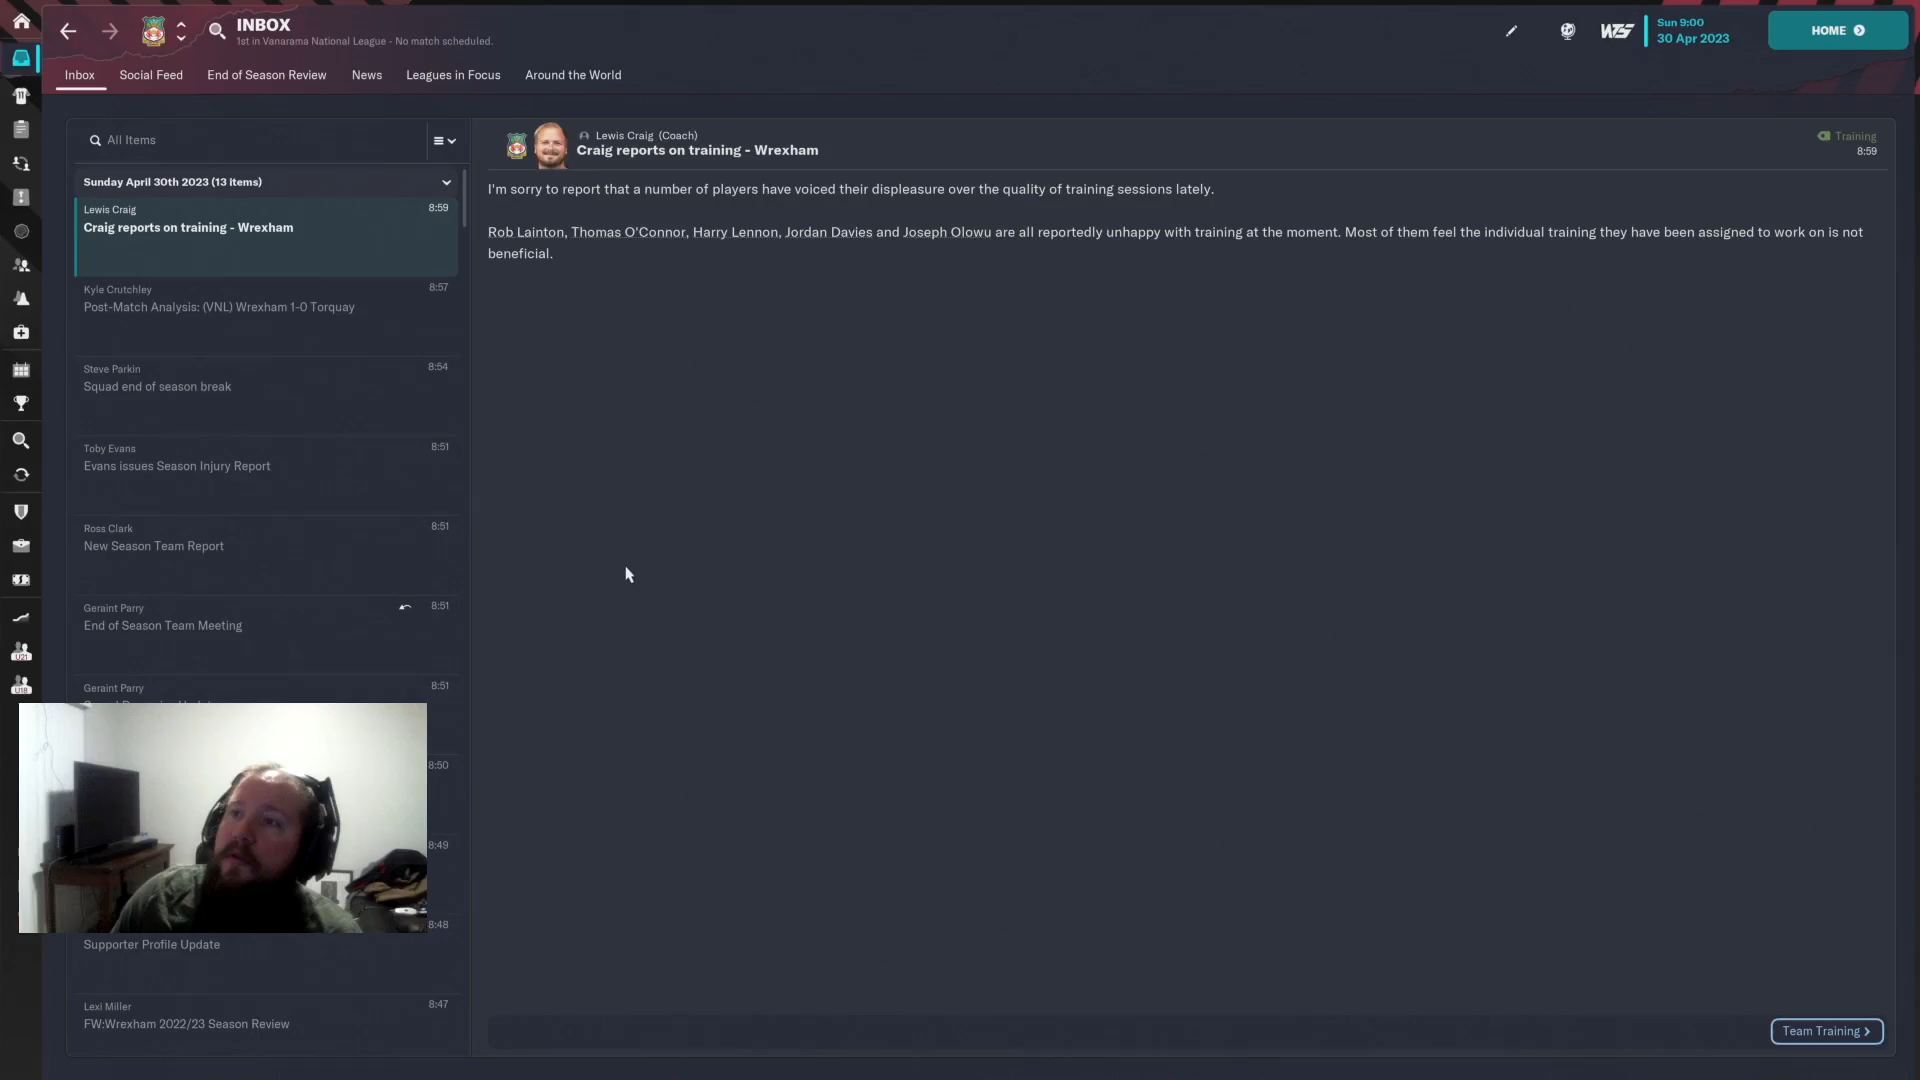 INBOX
1st in Vanarama National League - No match scheduled.
Sun 9:00
30 Apr 2023
HOME
Inbox
Social Feed
End of Season Review
News
Leagues in Focus
Around the World
All Items
Sunday April 30th 2023 (13 items)
Lewis Craig
8:59
Craig reports on training - Wrexham
Kyle Crutchley
8:57
Post-Match Analysis: (VNL) Wrexham 1-0 Torquay
Steve Parkin
8:54
Squad end of season break
Toby Evans
8:51
Evans issues Season Injury Report
Ross Clark
8:51
New Season Team Report
Geraint Parry
8:51
End of Season Team Meeting
Geraint Parry
8:51
8:50
8:49
8:48
Supporter Profile Update
Lexi Miller
8:47
FW:Wrexham 2022/23 Season Review
U21
U18
Lewis Craig (Coach)
Craig reports on training - Wrexham
Training
8:59
I'm sorry to report that a number of players have voiced their displeasure over the quality of training sessions lately.
Rob Lainton, Thomas O'Connor, Harry Lennon, Jordan Davies and Joseph Olowu are all reportedly unhappy with training at the moment. Most of them feel the individual training they have been assigned to work on is not
beneficial.
Team Training